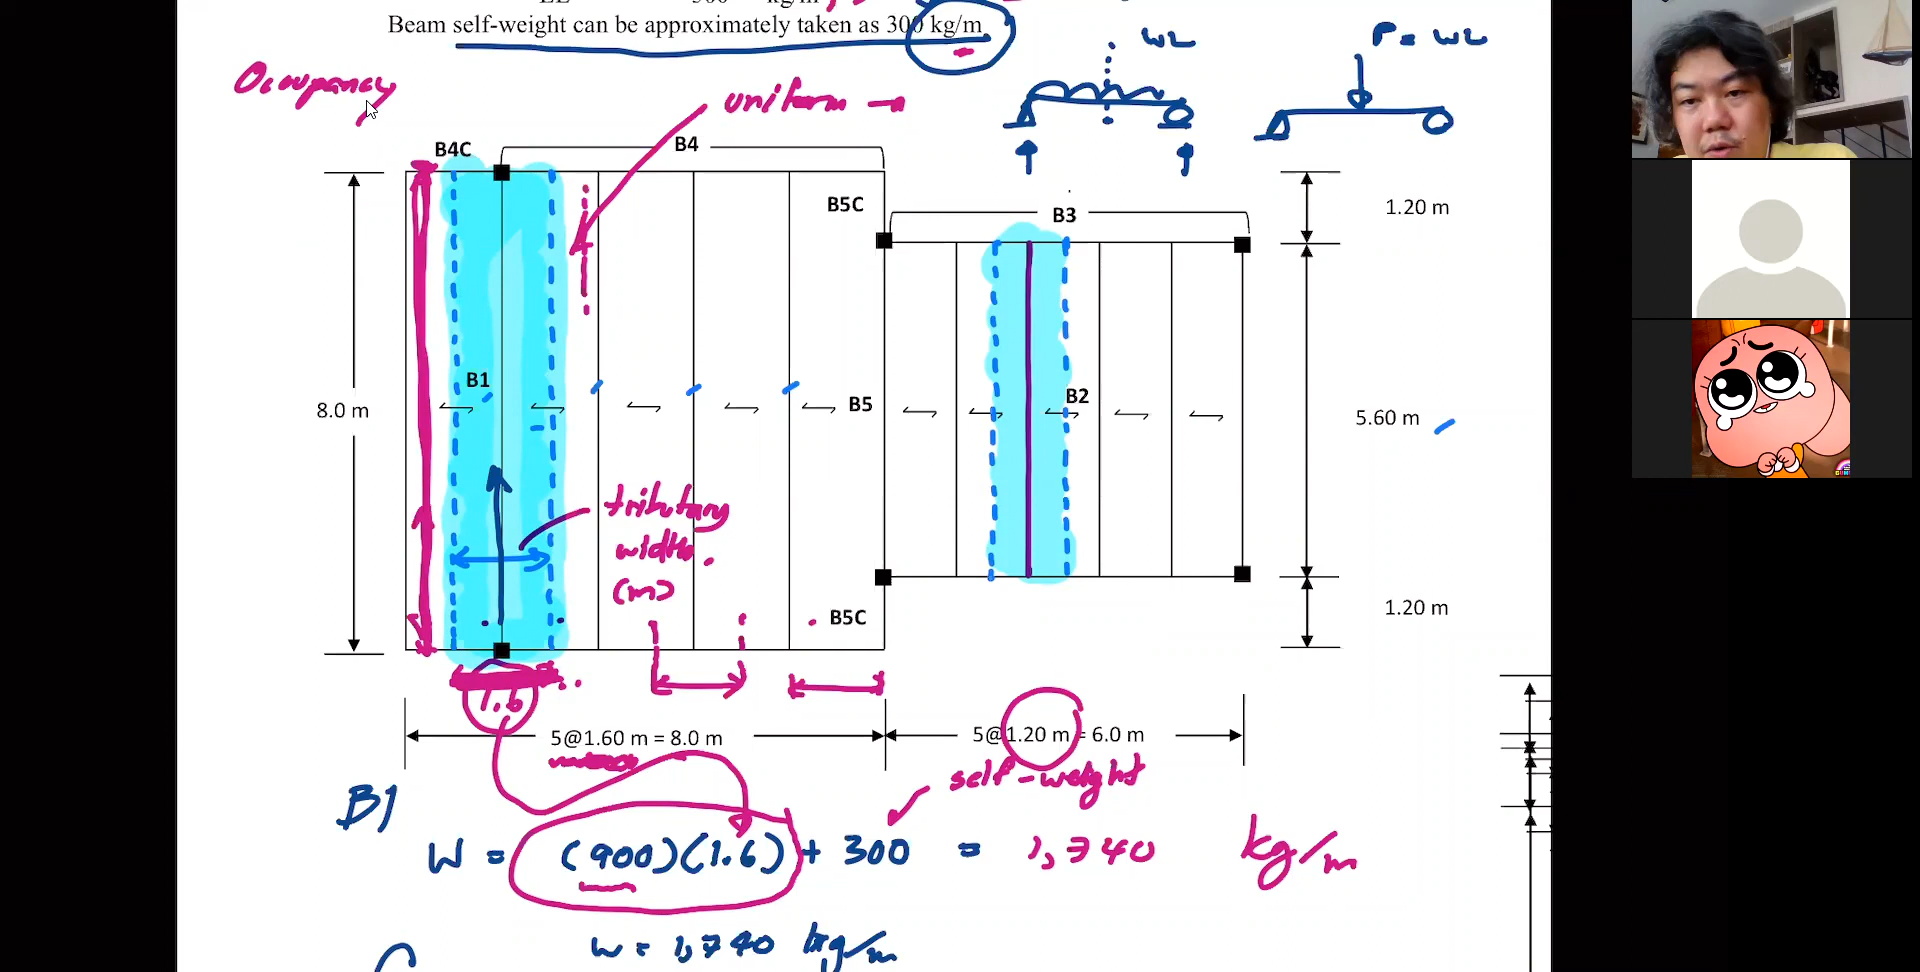 Beam self-weight can be approximately taken as 300 kg/m
WL
P = WL
Occupancy
uniform
B4C
B4
B5C
B3
1.20 m
B1
B5
B2
8.0 m
5.60 m
tributary
width.
(m)
B5C
1.20 m
1.6
5@1.60 m = 8.0 m
5@1.20 m = 6.0 m
self-weight
B1
W = (900)(1.6) + 300 = 1,740 kg/m
W = 1,740 kg/m